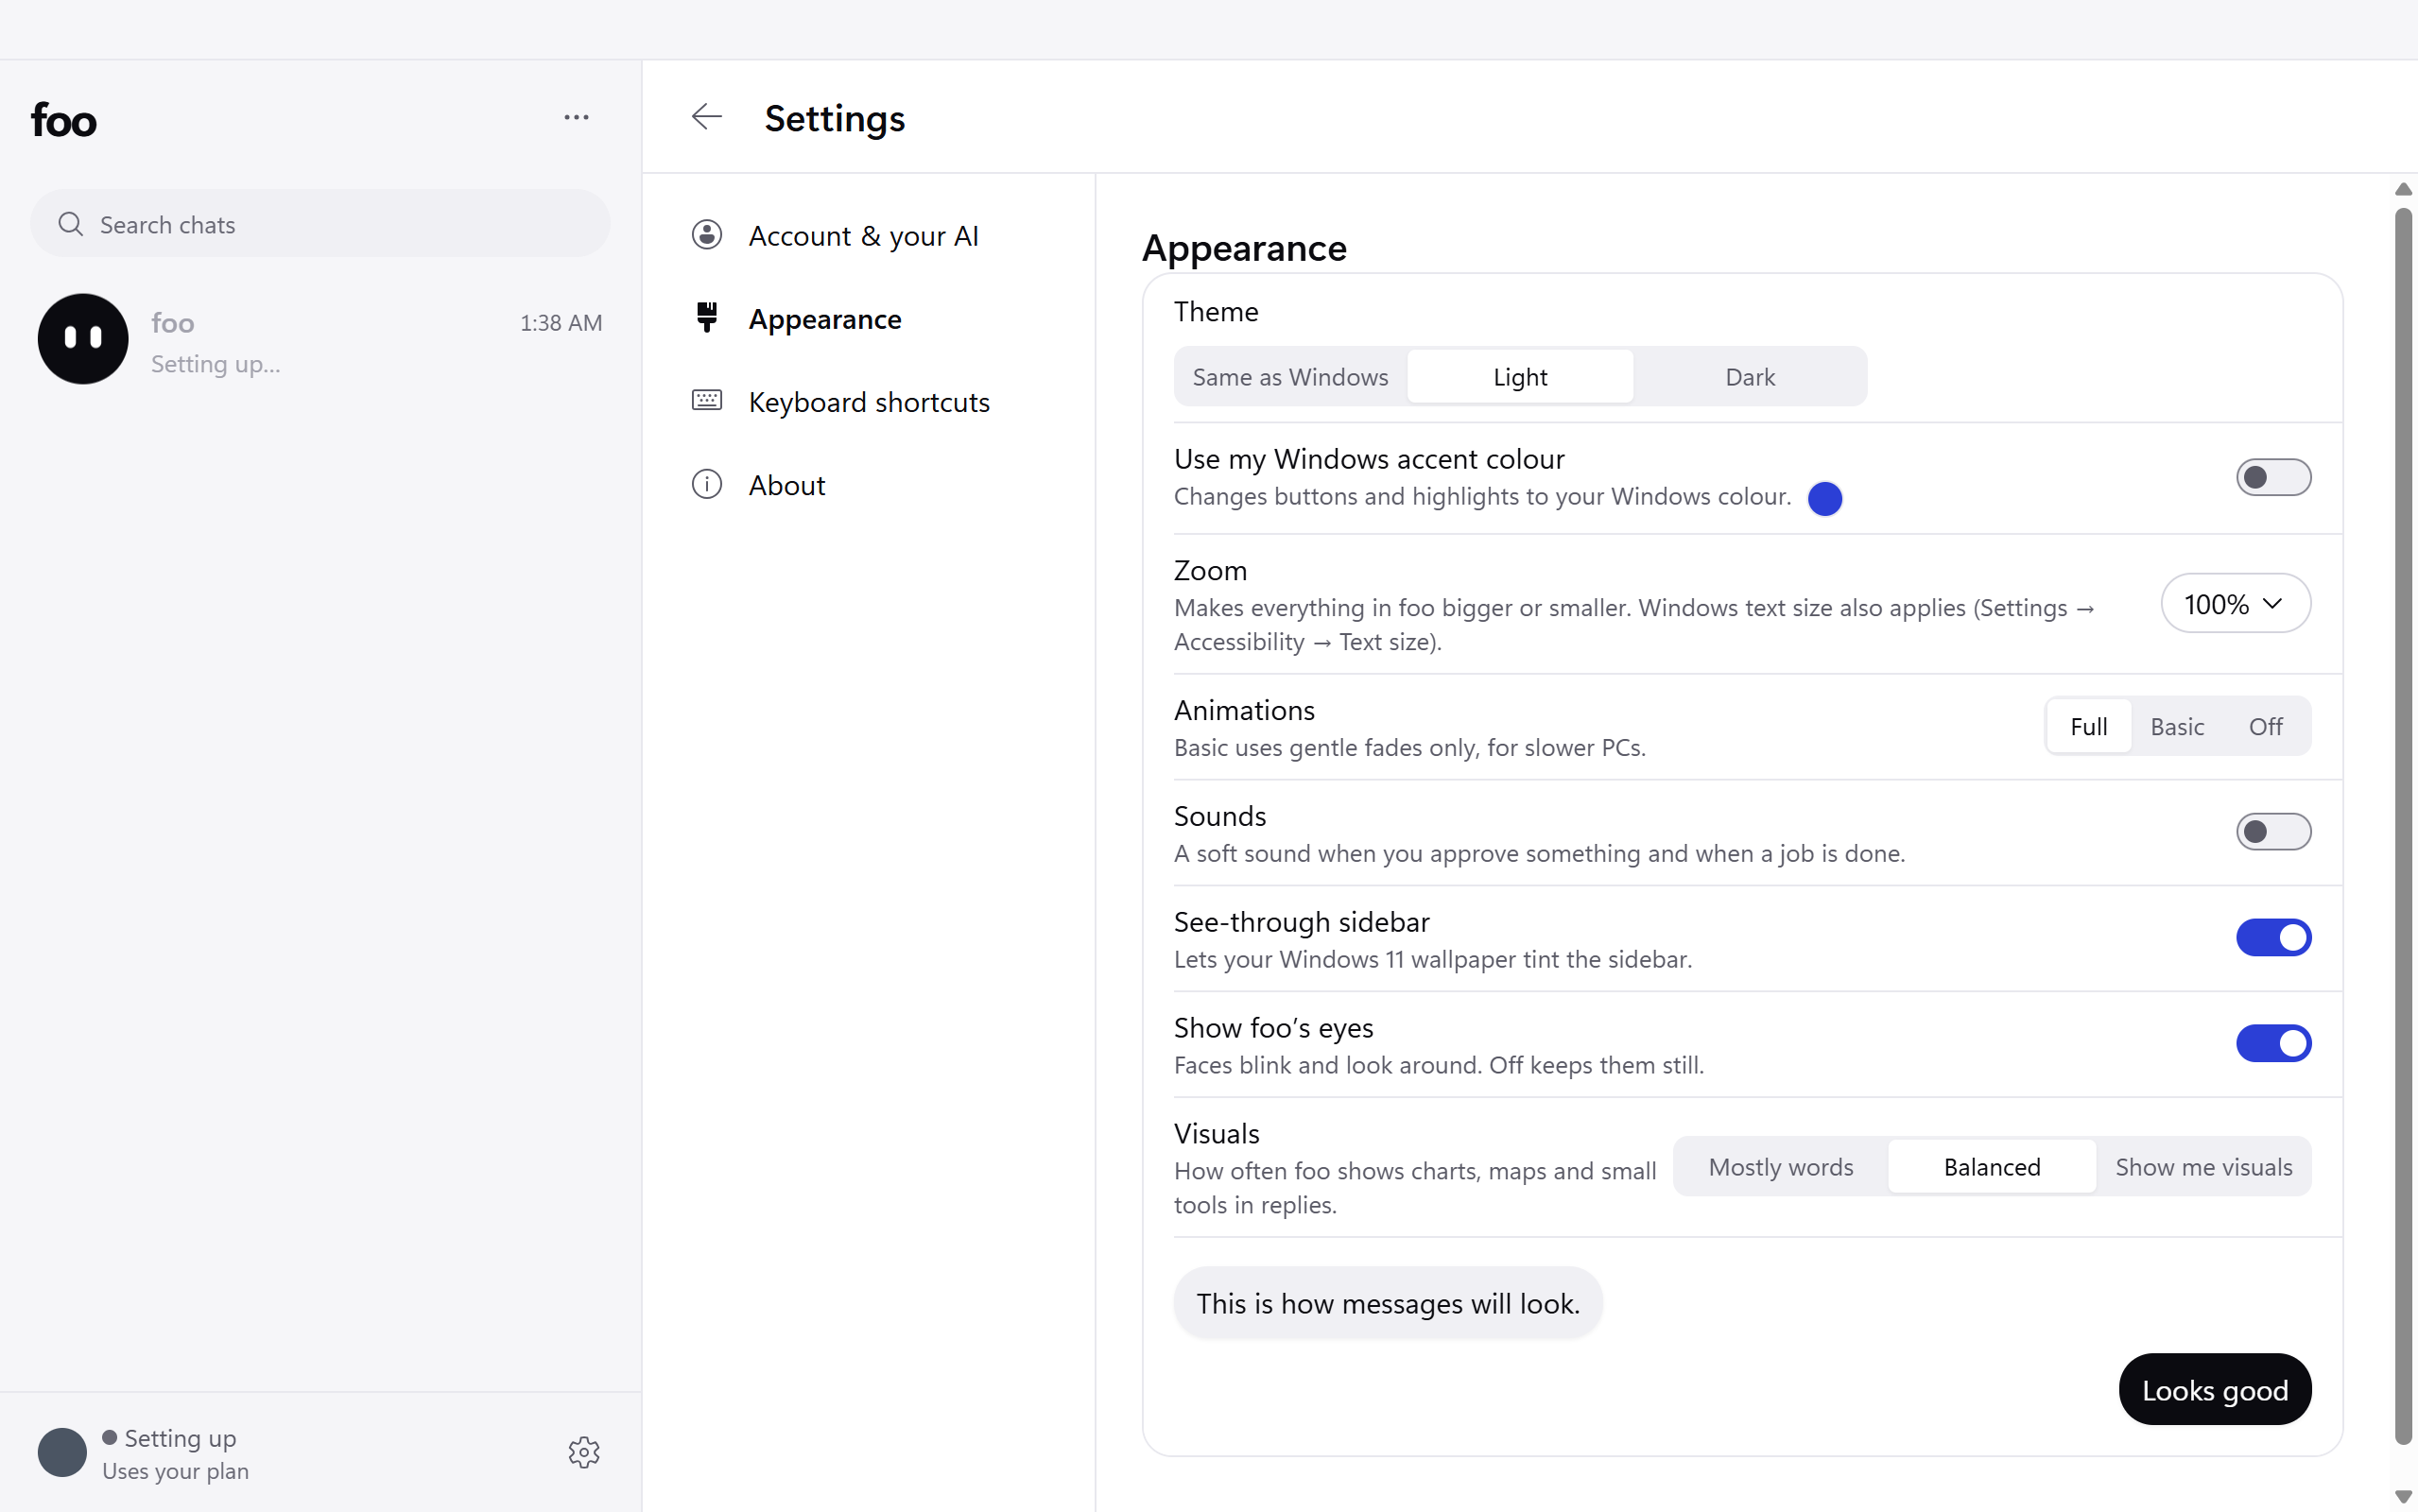 foo
Search chats
foo
1:38 AM
Setting up...
Setting up
Uses your plan
Settings
Account & your AI
Appearance
Keyboard shortcuts
About
Appearance
Theme
Same as Windows
Light
Dark
Use my Windows accent colour
Changes buttons and highlights to your Windows colour.
Zoom
Makes everything in foo bigger or smaller. Windows text size also applies (Settings →
Accessibility → Text size).
100%
Animations
Basic uses gentle fades only, for slower PCs.
Full
Basic
Off
Sounds
A soft sound when you approve something and when a job is done.
See-through sidebar
Lets your Windows 11 wallpaper tint the sidebar.
Show foo’s eyes
Faces blink and look around. Off keeps them still.
Visuals
How often foo shows charts, maps and small
tools in replies.
Mostly words
Balanced
Show me visuals
This is how messages will look.
Looks good